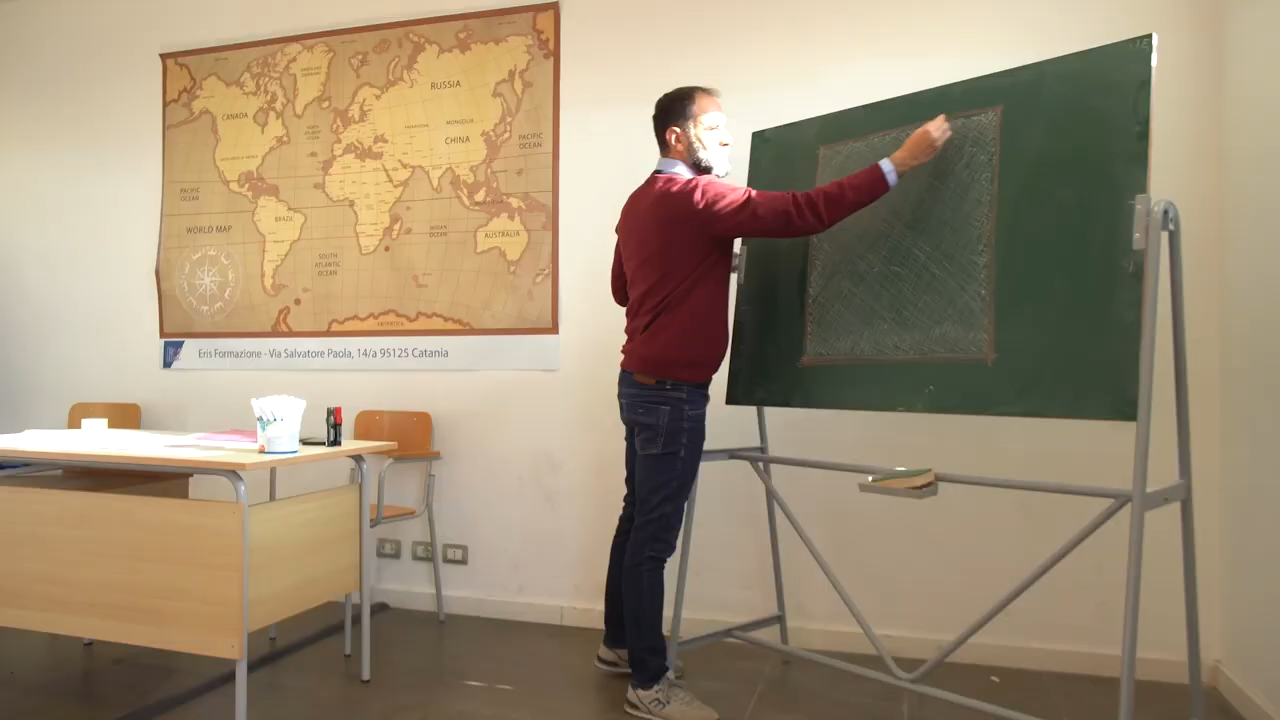 RUSSIA
CANADA
MONGOLIA
CHINA
PACIFIC
OCEAN
PACIFIC
OCEAN
BRAZIL
WORLD MAP
INDIAN
OCEAN
AUSTRALIA
SOUTH
ATLANTIC
OCEAN
Eris Formazione - Via Salvatore Paola, 14/a 95125 Catania